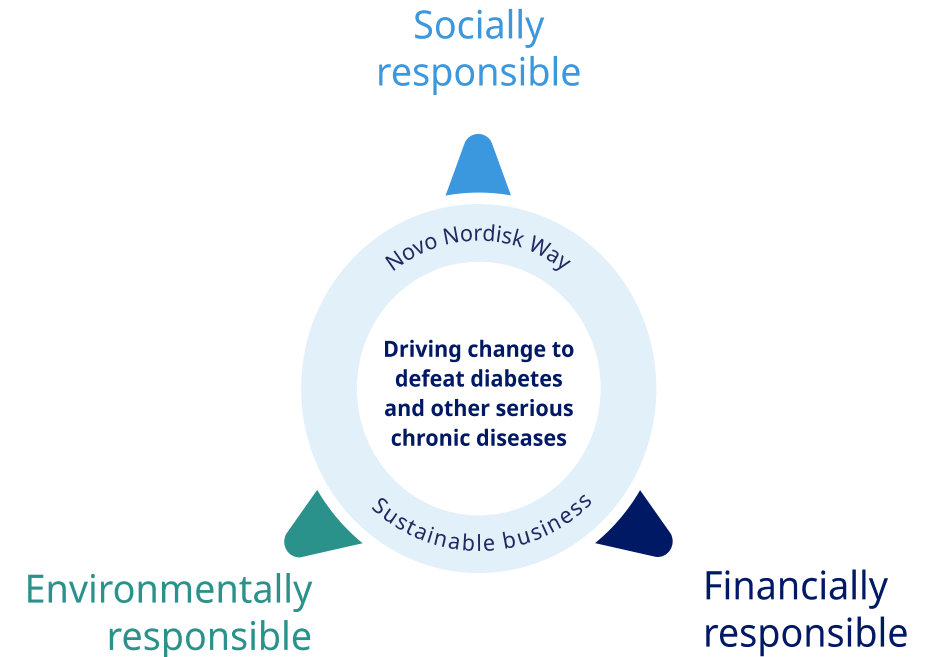 Socially
responsible
Novo Nordisk Way
Driving change to
defeat diabetes
and other serious
chronic diseases
Sustainable business
Environmentally
responsible
Financially
responsible